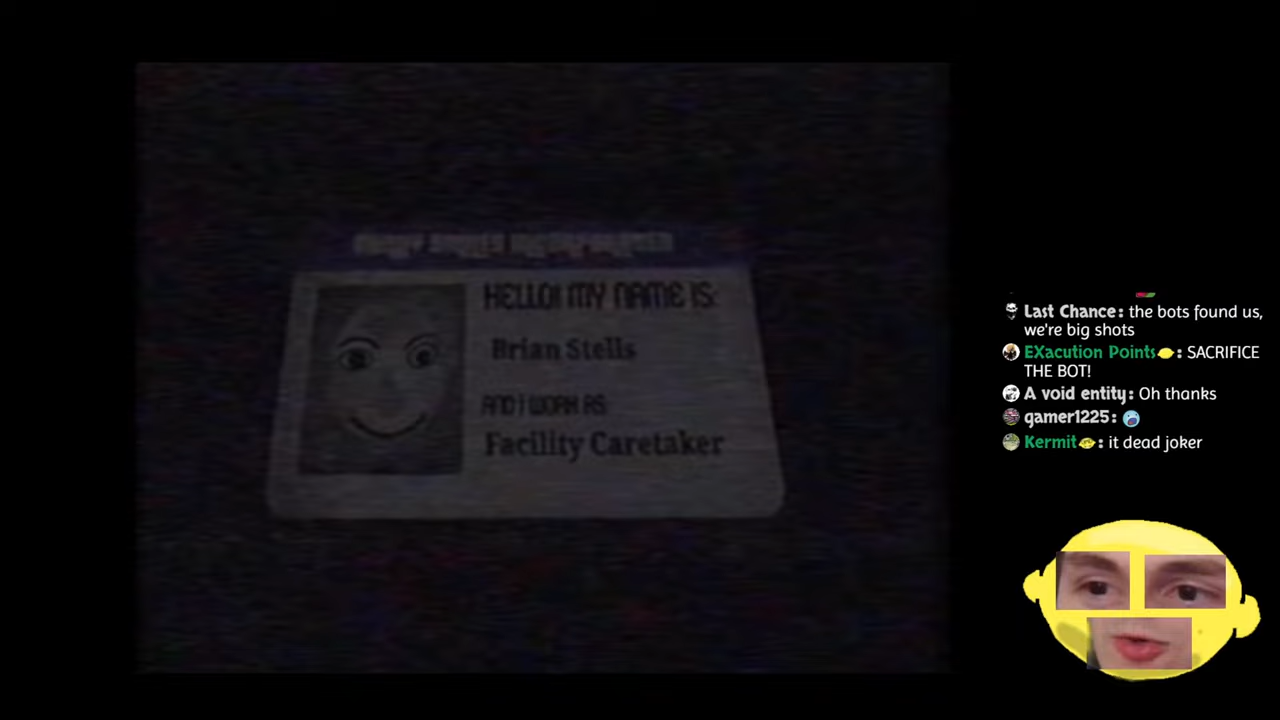 HELLO! MY NAME IS:
Brian Stells
AND I WORK AS:
Facility Caretaker
Last Chance: the bots found us,
we're big shots
EXacution Points: SACRIFICE
THE BOT!
A void entity: Oh thanks
gamer1225:
Kermit: it dead joker